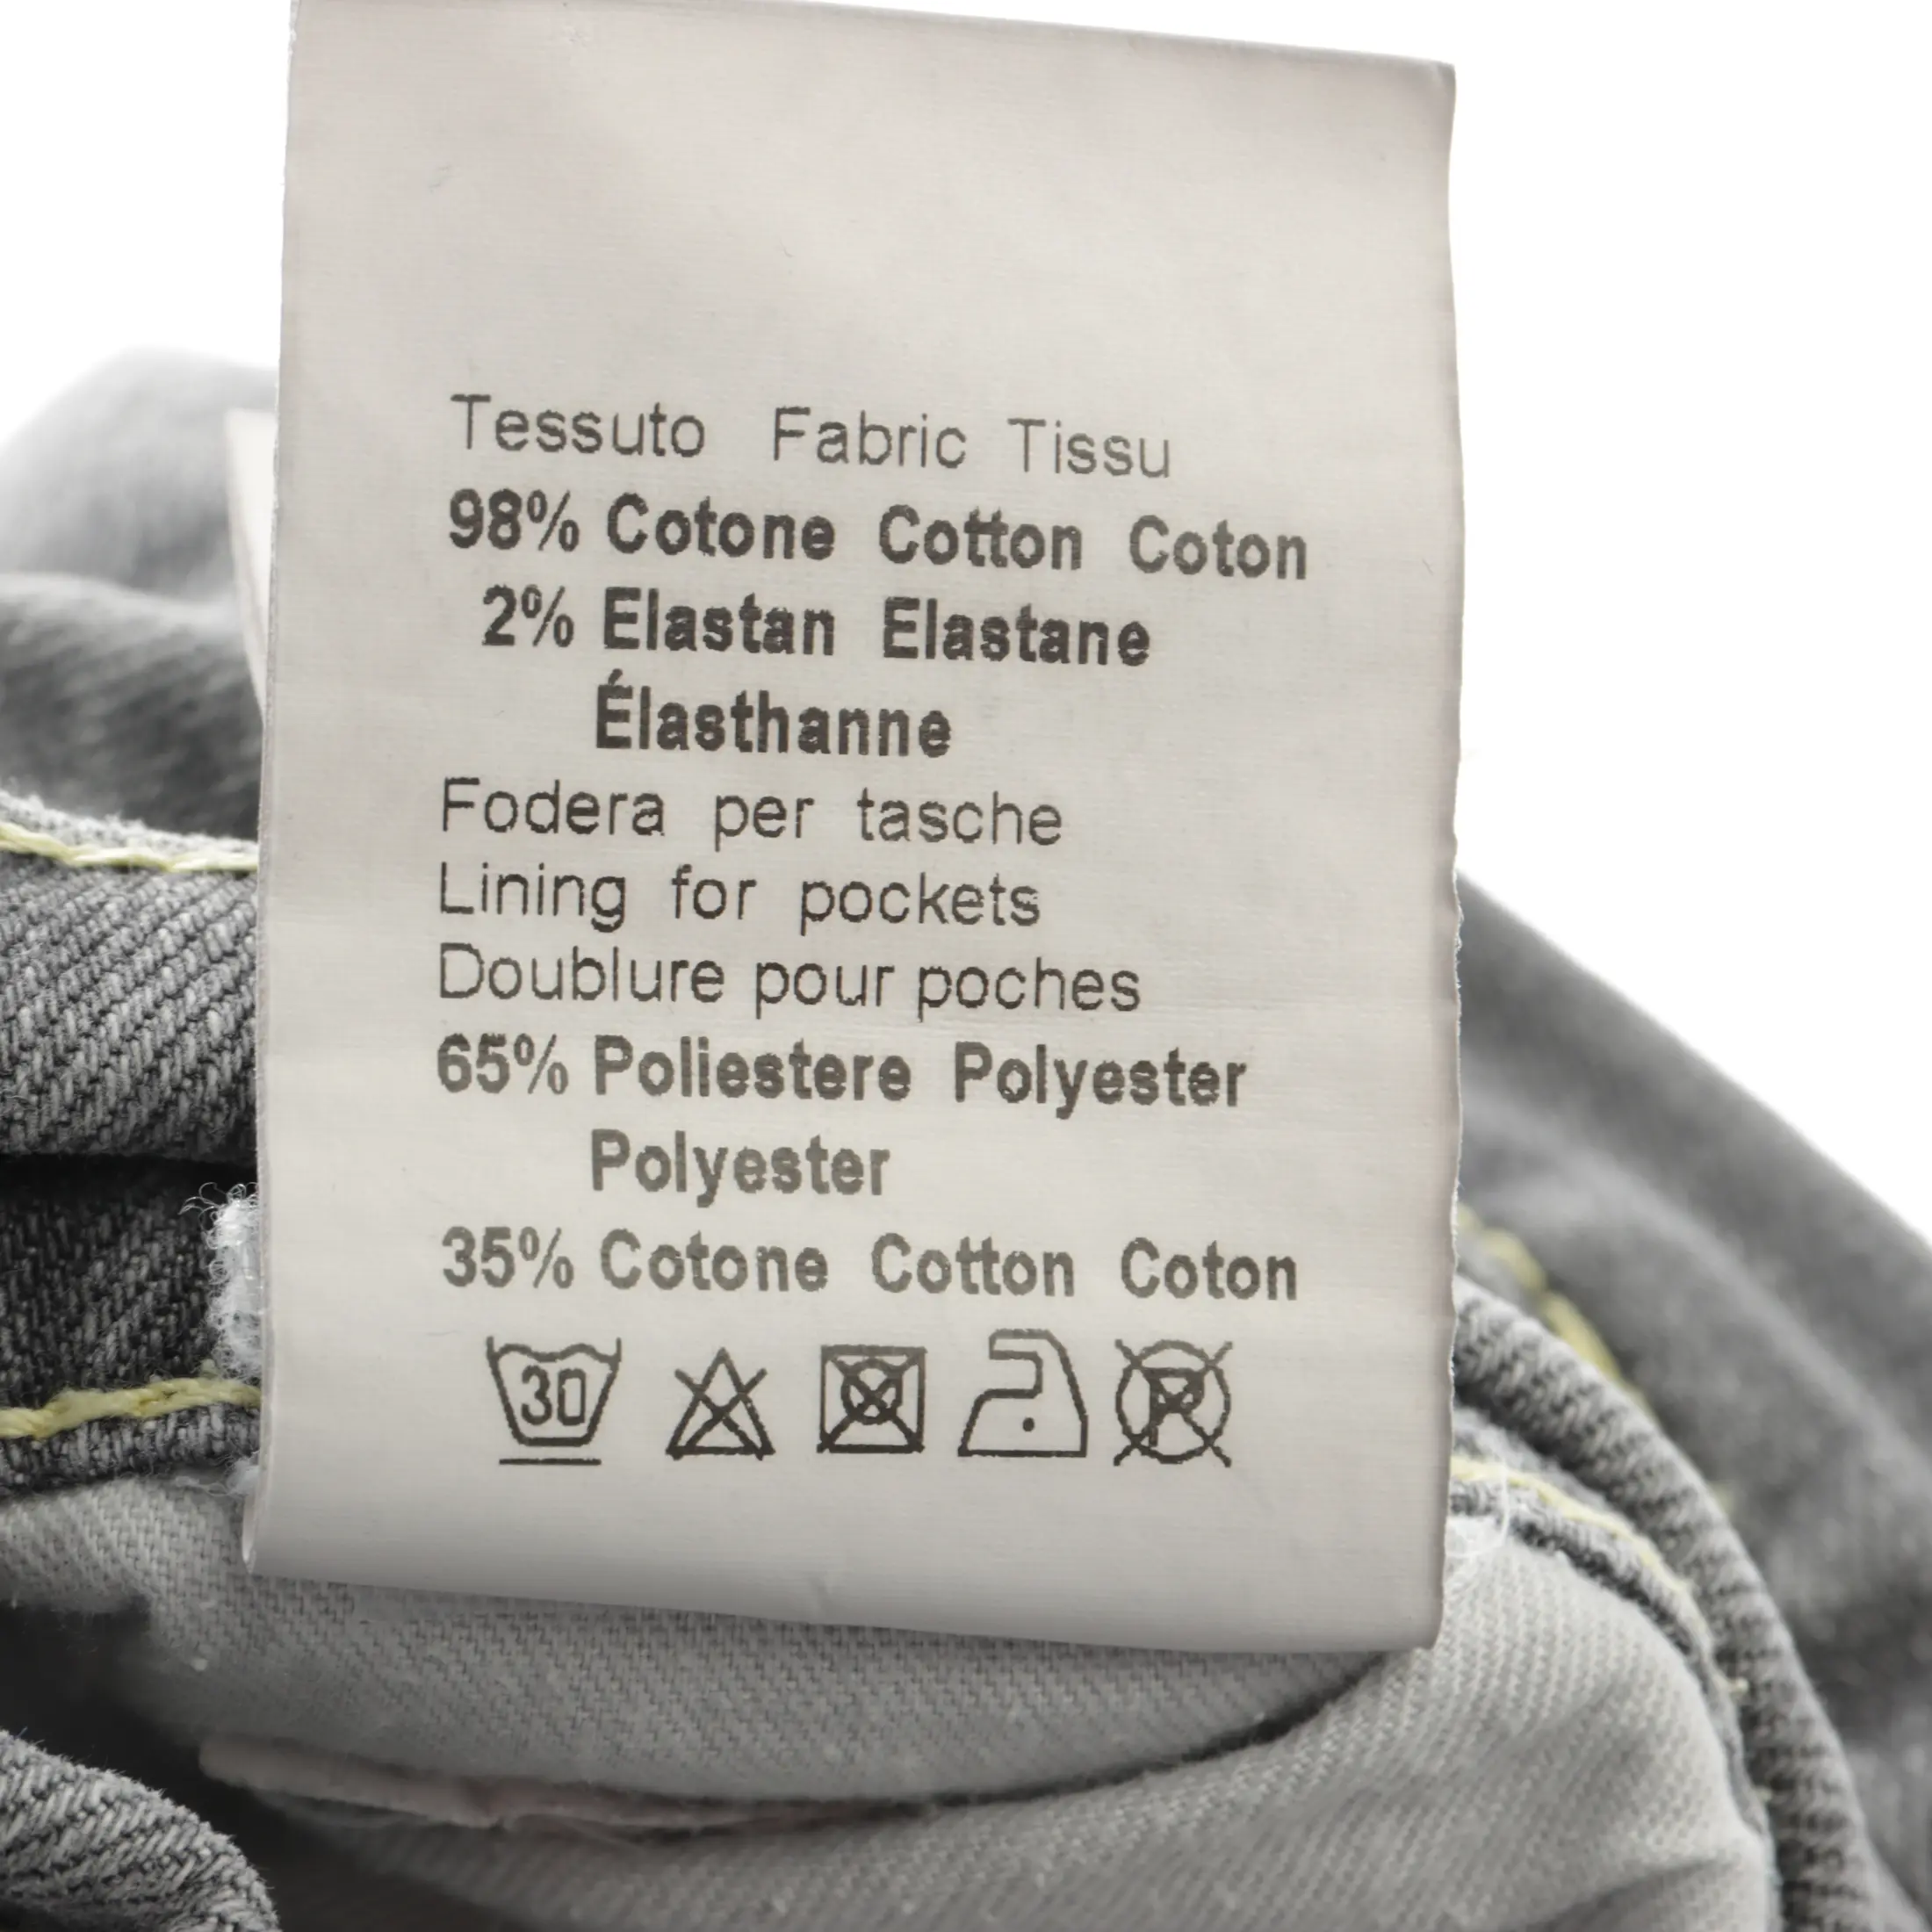 Tessuto Fabric Tissu
98% Cotone Cotton Coton
2% Elastan Elastane
Élasthanne
Fodera per tasche
Lining for pockets
Doublure pour poches
65% Poliestere Polyester
Polyester
35% Cotone Cotton Coton
30 P